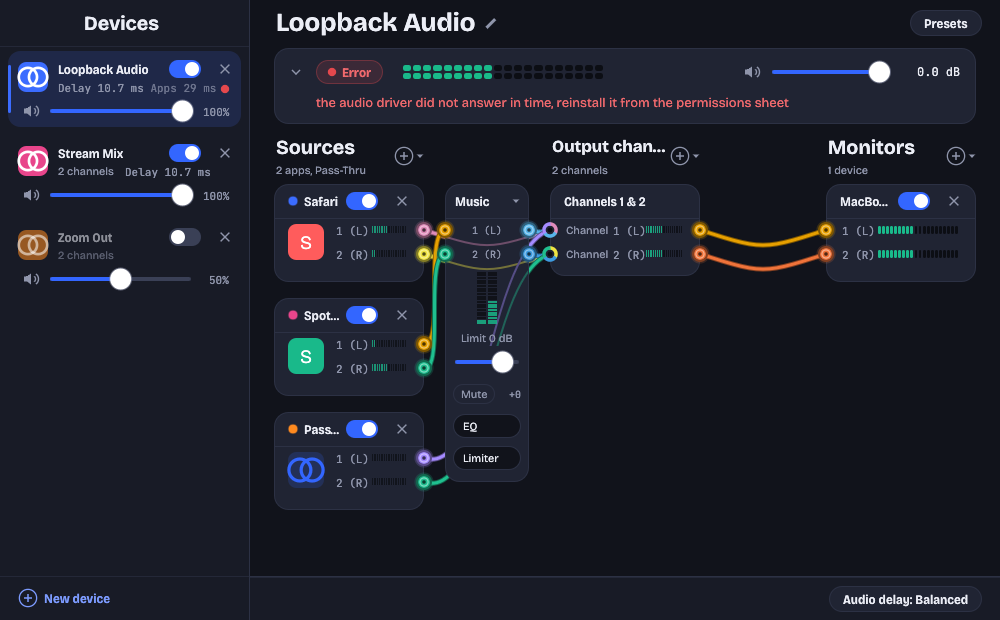 Devices
Loopback Audio
Delay 10.7 ms Apps 29 ms
100%
Stream Mix
2 channels Delay 10.7 ms
100%
Zoom Out
2 channels
50%
New device
Loopback Audio
Presets
Error
0.0 dB
the audio driver did not answer in time, reinstall it from the permissions sheet
Sources
2 apps, Pass-Thru
Safari
S
1 (L)
2 (R)
Spot...
S
1 (L)
2 (R)
Pass...
1 (L)
2 (R)
Music
1 (L)
2 (R)
Limit 0 dB
Mute +0
EQ
Limiter
Output chan...
2 channels
Channels 1 & 2
Channel 1 (L)
Channel 2 (R)
Monitors
1 device
MacBo...
1 (L)
2 (R)
Audio delay: Balanced